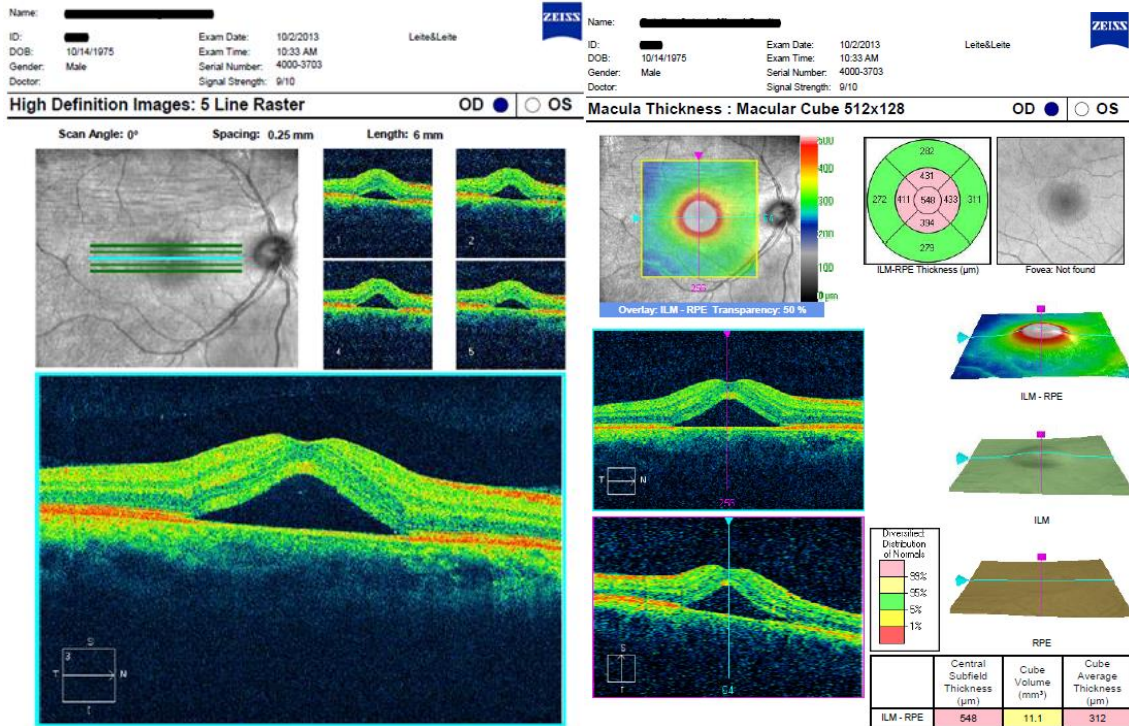 Name:
ZEISS
ID:
Exam Date: 10/2/2013
Leite&Leite
DOB: 10/14/1975
Exam Time: 10:33 AM
Gender: Male
Serial Number: 4000-3703
Doctor:
Signal Strength: 9/10
High Definition Images: 5 Line Raster
OD
OS
Scan Angle: 0°
Spacing: 0.25 mm
Length: 6 mm
1
2
4
5
3
S
T
N
I
Name:
ZEISS
ID:
Exam Date: 10/2/2013
Leite&Leite
DOB: 10/14/1975
Exam Time: 10:33 AM
Gender: Male
Serial Number: 4000-3703
Doctor:
Signal Strength: 9/10
Macula Thickness : Macular Cube 512x128
OD
OS
500
400
300
200
100
0 µm
Overlay: ILM - RPE Transparency: 50 %
282
431
272
411
548
433
311
394
279
ILM-RPE Thickness (µm)
Fovea: Not found
T
N
S
I
64
ILM - RPE
ILM
RPE
Diversified:
Distribution
of Normals
99%
95%
5%
1%
Central Subfield Thickness (µm)
Cube Volume (mm³)
Cube Average Thickness (µm)
ILM - RPE
548
11.1
312